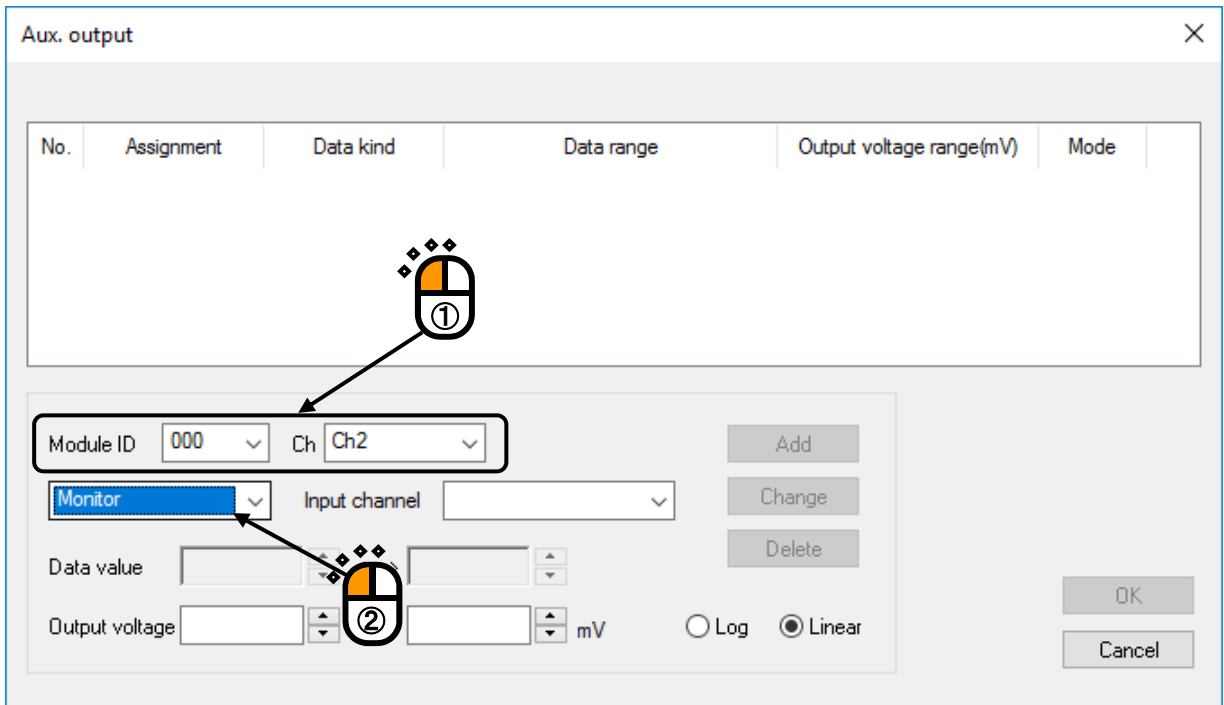 Aux. output
No. Assignment Data kind Data range Output voltage range(mV) Mode
①
Module ID 000 Ch Ch2 Add
Monitor Input channel Change
Data value Delete
②
Output voltage mV Log Linear
OK
Cancel